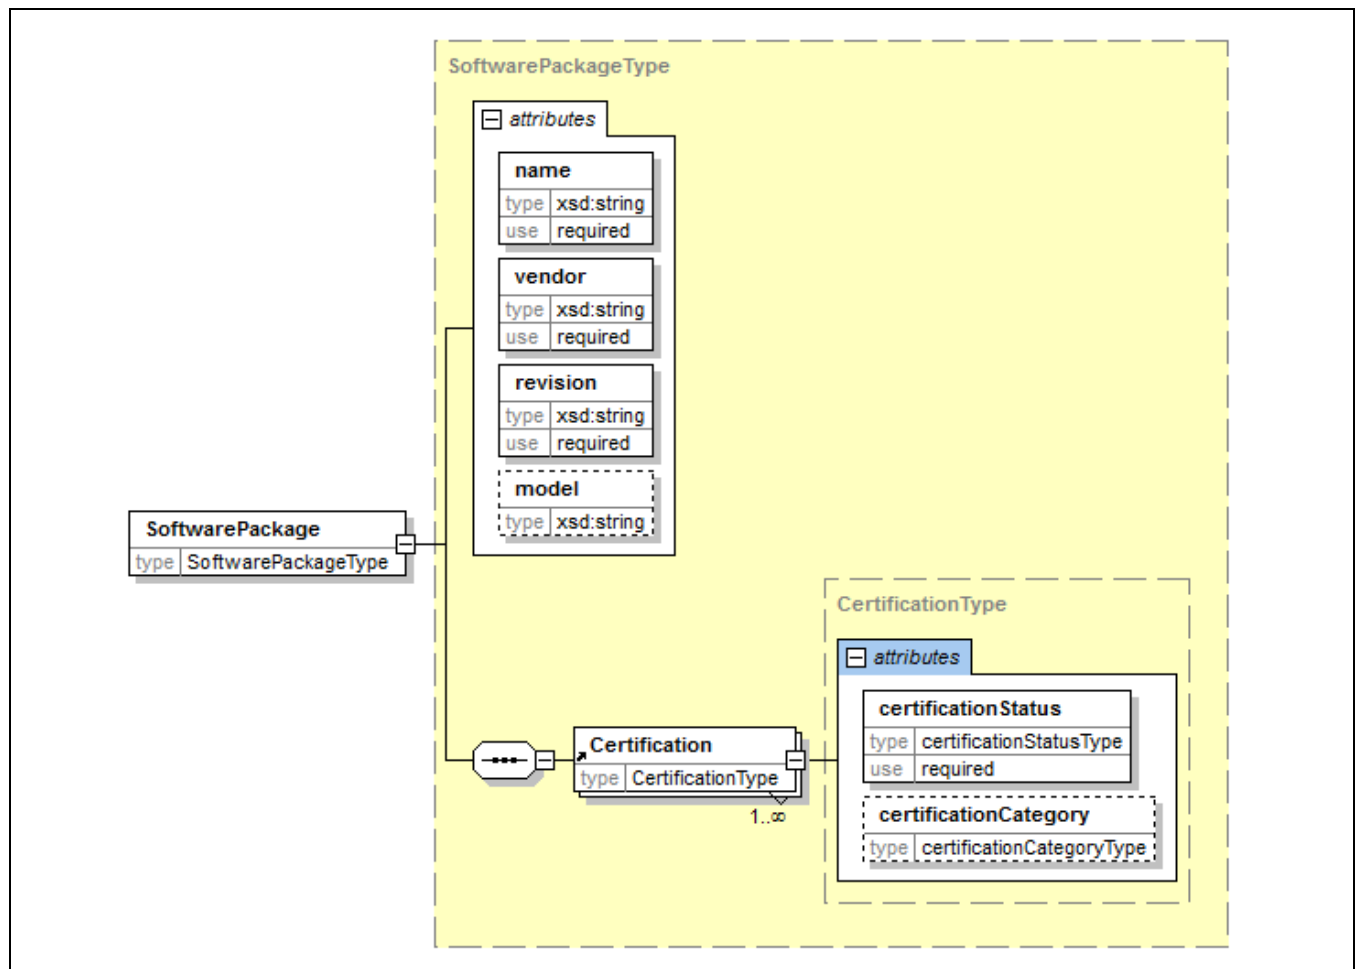 SoftwarePackageType
attributes
name
type xsd:string
use required
vendor
type xsd:string
use required
revision
type xsd:string
use required
model
type xsd:string
SoftwarePackage
type SoftwarePackageType
CertificationType
attributes
certificationStatus
type certificationStatusType
use required
certificationCategory
type certificationCategoryType
Certification
type CertificationType
1..∞